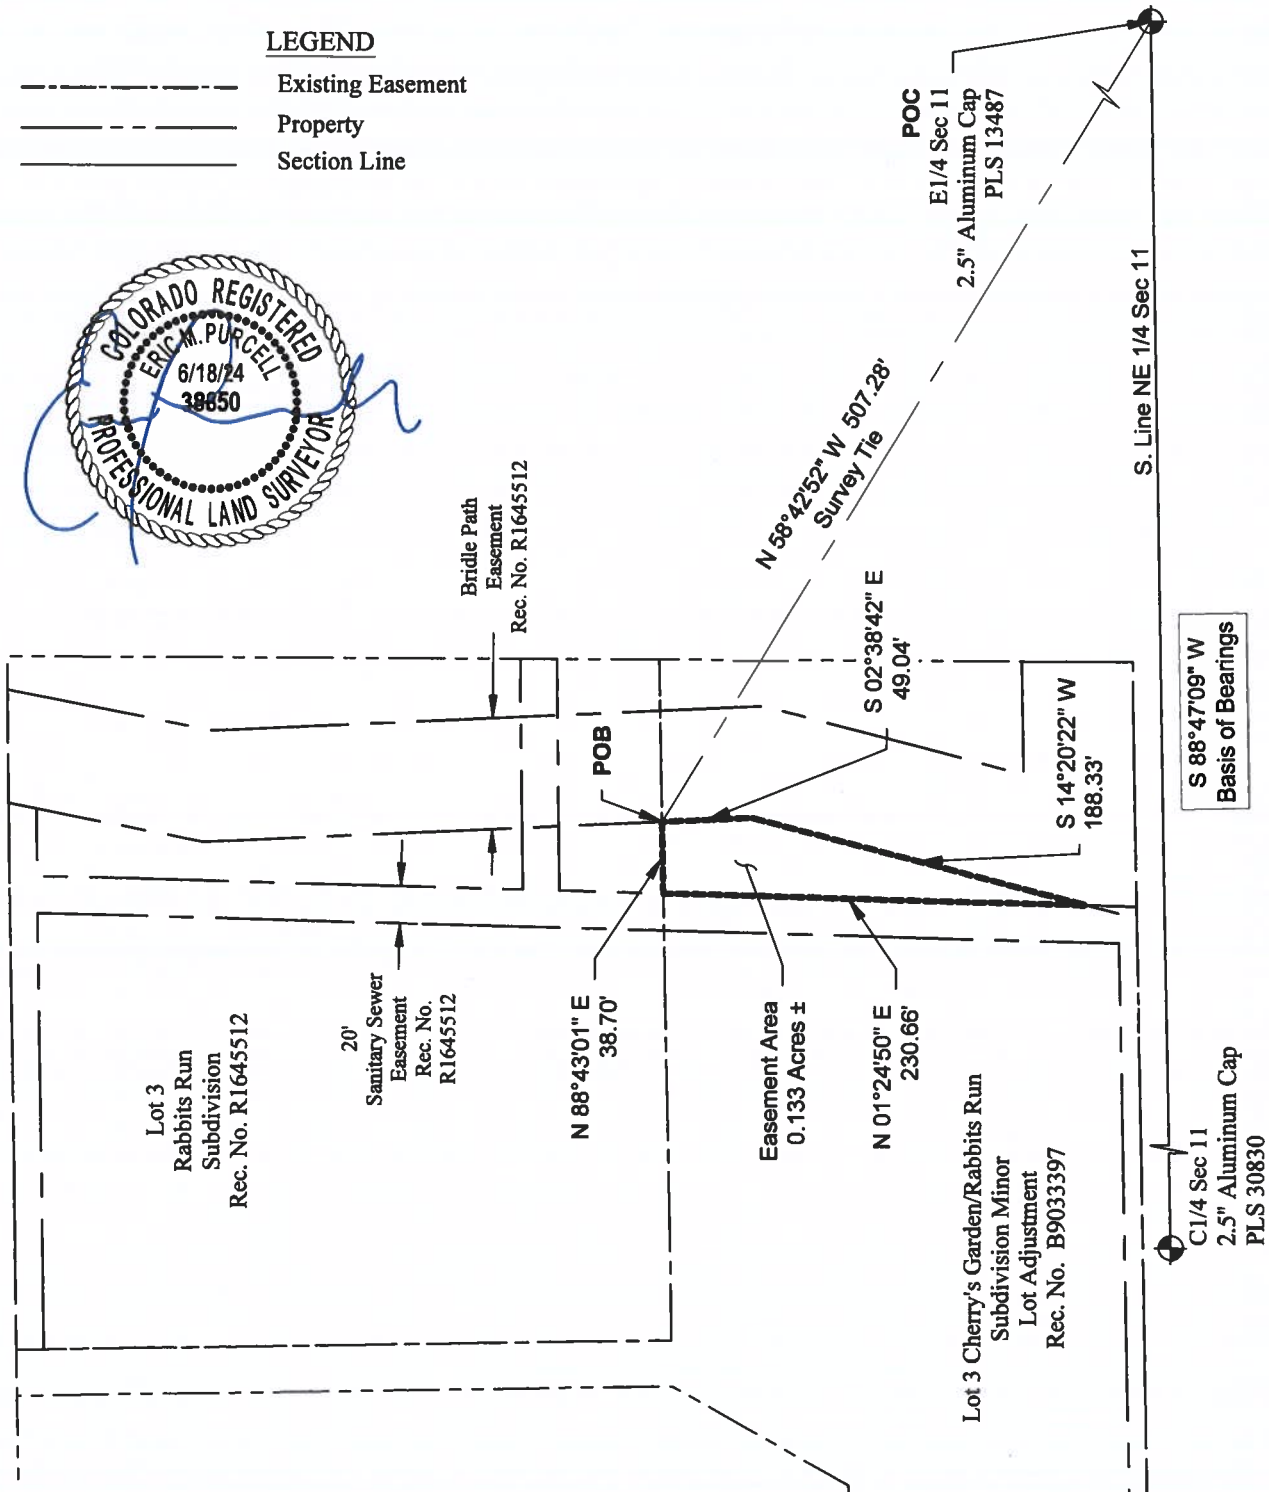 LEGEND
Existing Easement
Property
Section Line
COLORADO REGISTERED
ERIC M. PURCELL
6/18/24
38650
PROFESSIONAL LAND SURVEYOR
POC
E1/4 Sec 11
2.5" Aluminum Cap
PLS 13487
N 58°42'52" W 507.28'
Survey Tie
S. Line NE 1/4 Sec 11
Bridle Path
Easement
Rec. No. R1645512
POB
S 02°38'42" E
49.04'
S 14°20'22" W
188.33'
S 88°47'09" W
Basis of Bearings
Lot 3
Rabbits Run
Subdivision
Rec. No. R1645512
20'
Sanitary Sewer
Easement
Rec. No.
R1645512
N 88°43'01" E
38.70'
Easement Area
0.133 Acres ±
N 01°24'50" E
230.66'
Lot 3 Cherry's Garden/Rabbits Run
Subdivision Minor
Lot Adjustment
Rec. No. B9033397
C1/4 Sec 11
2.5" Aluminum Cap
PLS 30830